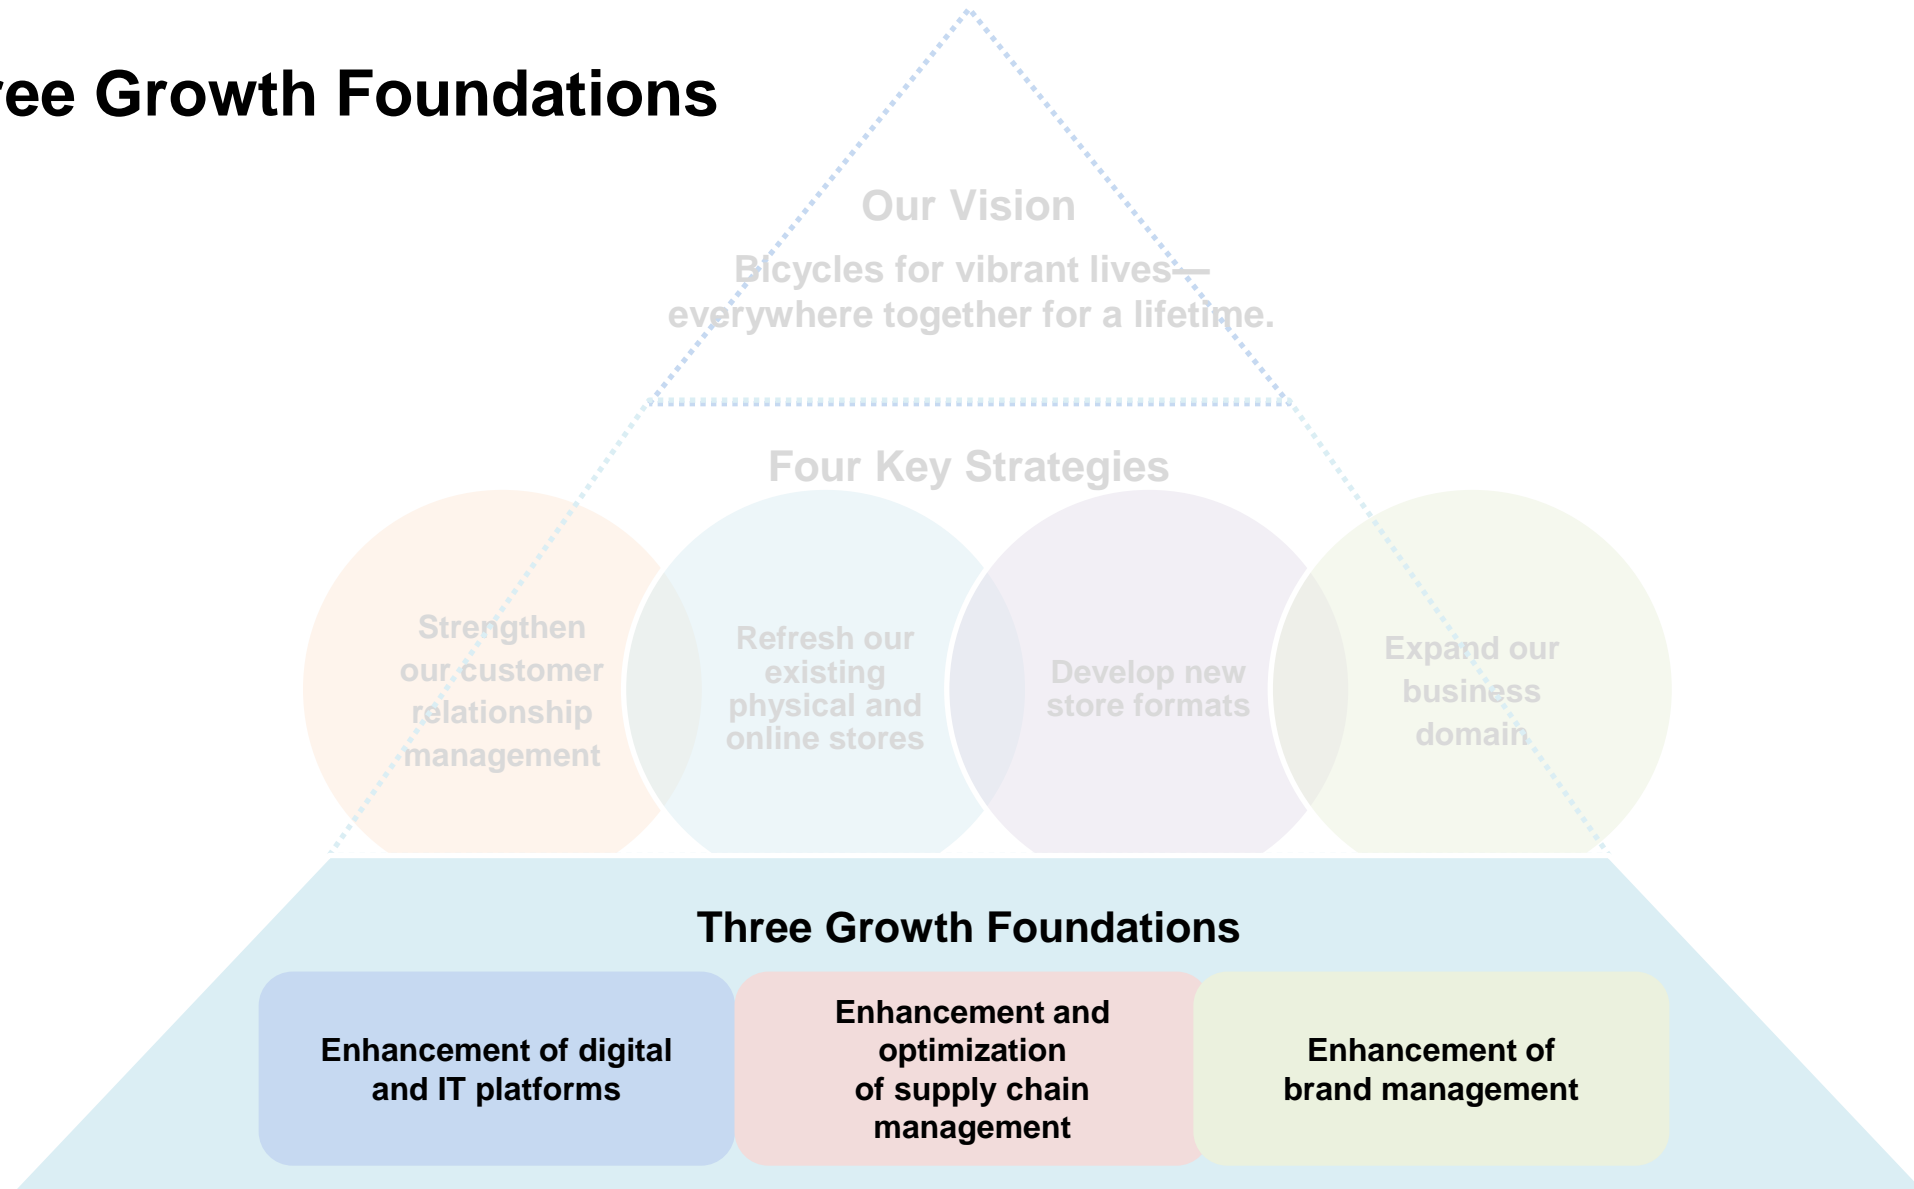 ree Growth Foundations
Our Vision
Bicycles for vibrant lives—
everywhere together for a lifetime.
Four Key Strategies
Strengthen
our customer
relationship
management
Refresh our
existing
physical and
online stores
Develop new
store formats
Expand our
business
domain
Three Growth Foundations
Enhancement of digital
and IT platforms
Enhancement and
optimization
of supply chain
management
Enhancement of
brand management